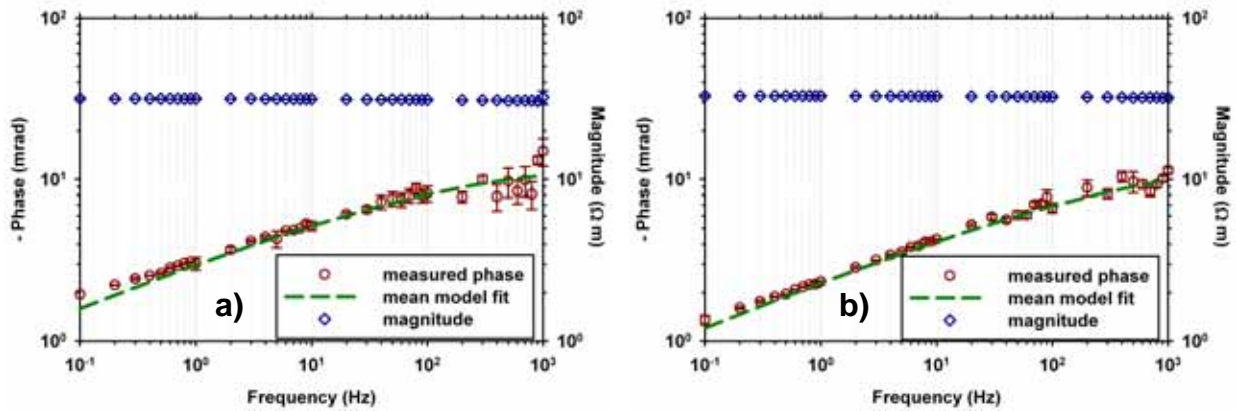 10²
10²
10²
10²
- Phase (mrad)
10¹
10¹
Magnitude (Ω m)
- Phase (mrad)
10¹
10¹
Magnitude (Ω m)
a)
measured phase
mean model fit
magnitude
b)
measured phase
mean model fit
magnitude
10⁰
10⁰
10⁰
10⁰
10⁻¹ 10⁰ 10¹ 10² 10³
10⁻¹ 10⁰ 10¹ 10² 10³
Frequency (Hz)
Frequency (Hz)